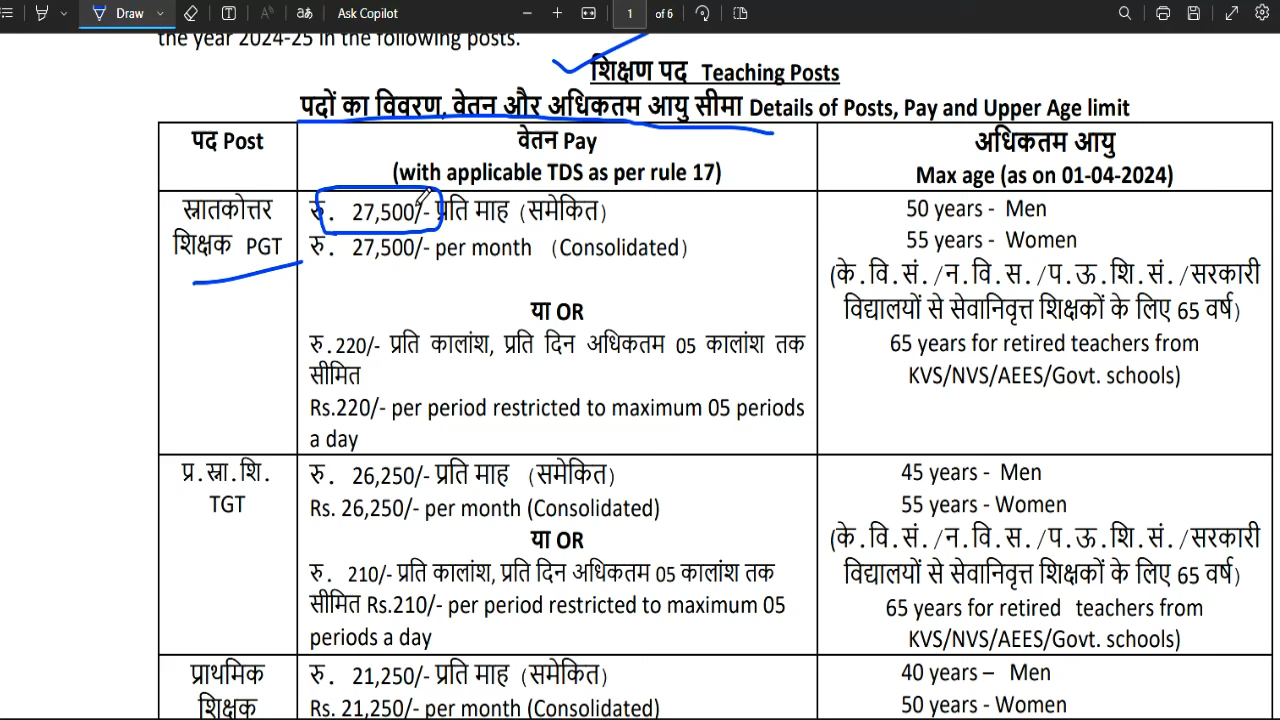 Draw
Ask Copilot
1 of 6
the year 2024-25 in the following posts.
शिक्षण पद Teaching Posts
पदों का विवरण, वेतन और अधिकतम आयु सीमा Details of Posts, Pay and Upper Age limit
पद Post
वेतन Pay
(with applicable TDS as per rule 17)
अधिकतम आयु
Max age (as on 01-04-2024)
स्नातकोत्तर
शिक्षक PGT
रु. 27,500/- प्रति माह (समेकित)
रु. 27,500/- per month (Consolidated)
या OR
रु.220/- प्रति कालांश, प्रति दिन अधिकतम 05 कालांश तक
सीमित
Rs.220/- per period restricted to maximum 05 periods
a day
50 years - Men
55 years - Women
(के.वि.सं./न.वि.स./प.ऊ.शि.सं./सरकारी
विद्यालयों से सेवानिवृत्त शिक्षकों के लिए 65 वर्ष)
65 years for retired teachers from
KVS/NVS/AEES/Govt. schools)
प्र.स्ना.शि.
TGT
रु. 26,250/- प्रति माह (समेकित)
Rs. 26,250/- per month (Consolidated)
या OR
रु. 210/- प्रति कालांश, प्रति दिन अधिकतम 05 कालांश तक
सीमित Rs.210/- per period restricted to maximum 05
periods a day
45 years - Men
55 years - Women
(के.वि.सं./न.वि.स./प.ऊ.शि.सं./सरकारी
विद्यालयों से सेवानिवृत्त शिक्षकों के लिए 65 वर्ष)
65 years for retired teachers from
KVS/NVS/AEES/Govt. schools)
प्राथमिक
शिक्षक
रु. 21,250/- प्रति माह (समेकित)
Rs. 21,250/- per month (Consolidated)
40 years – Men
50 years - Women